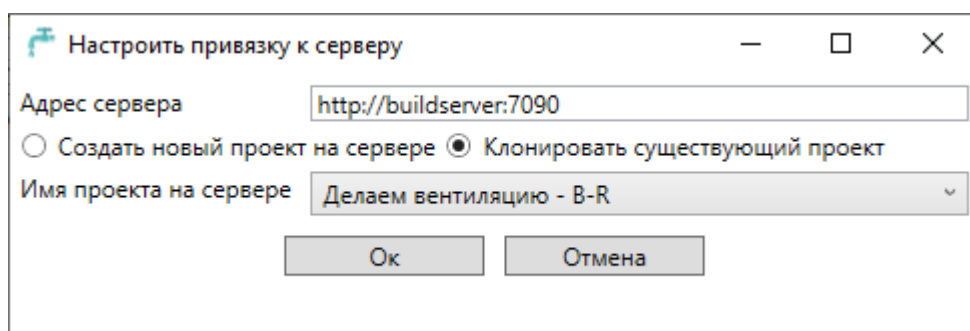 Настроить привязку к серверу
Адрес сервера http://buildserver:7090
Создать новый проект на сервере Клонировать существующий проект
Имя проекта на сервере Делаем вентиляцию - B-R
Ок Отмена